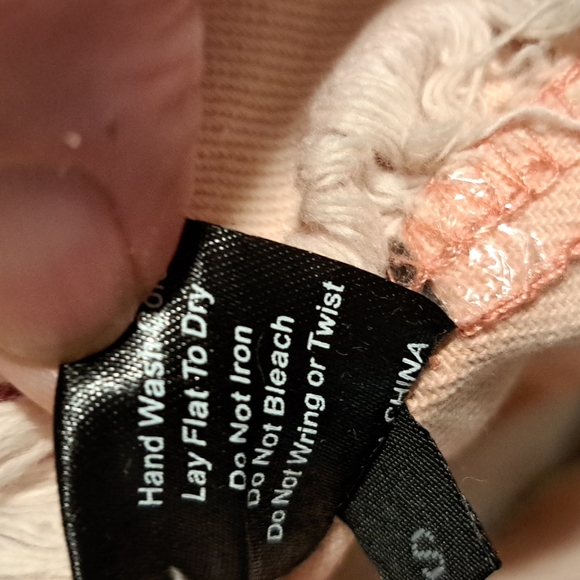 Hand Wash
Lay Flat To Dry
Do Not Iron
Do Not Bleach
Do Not Wring or Twist
CHINA
S